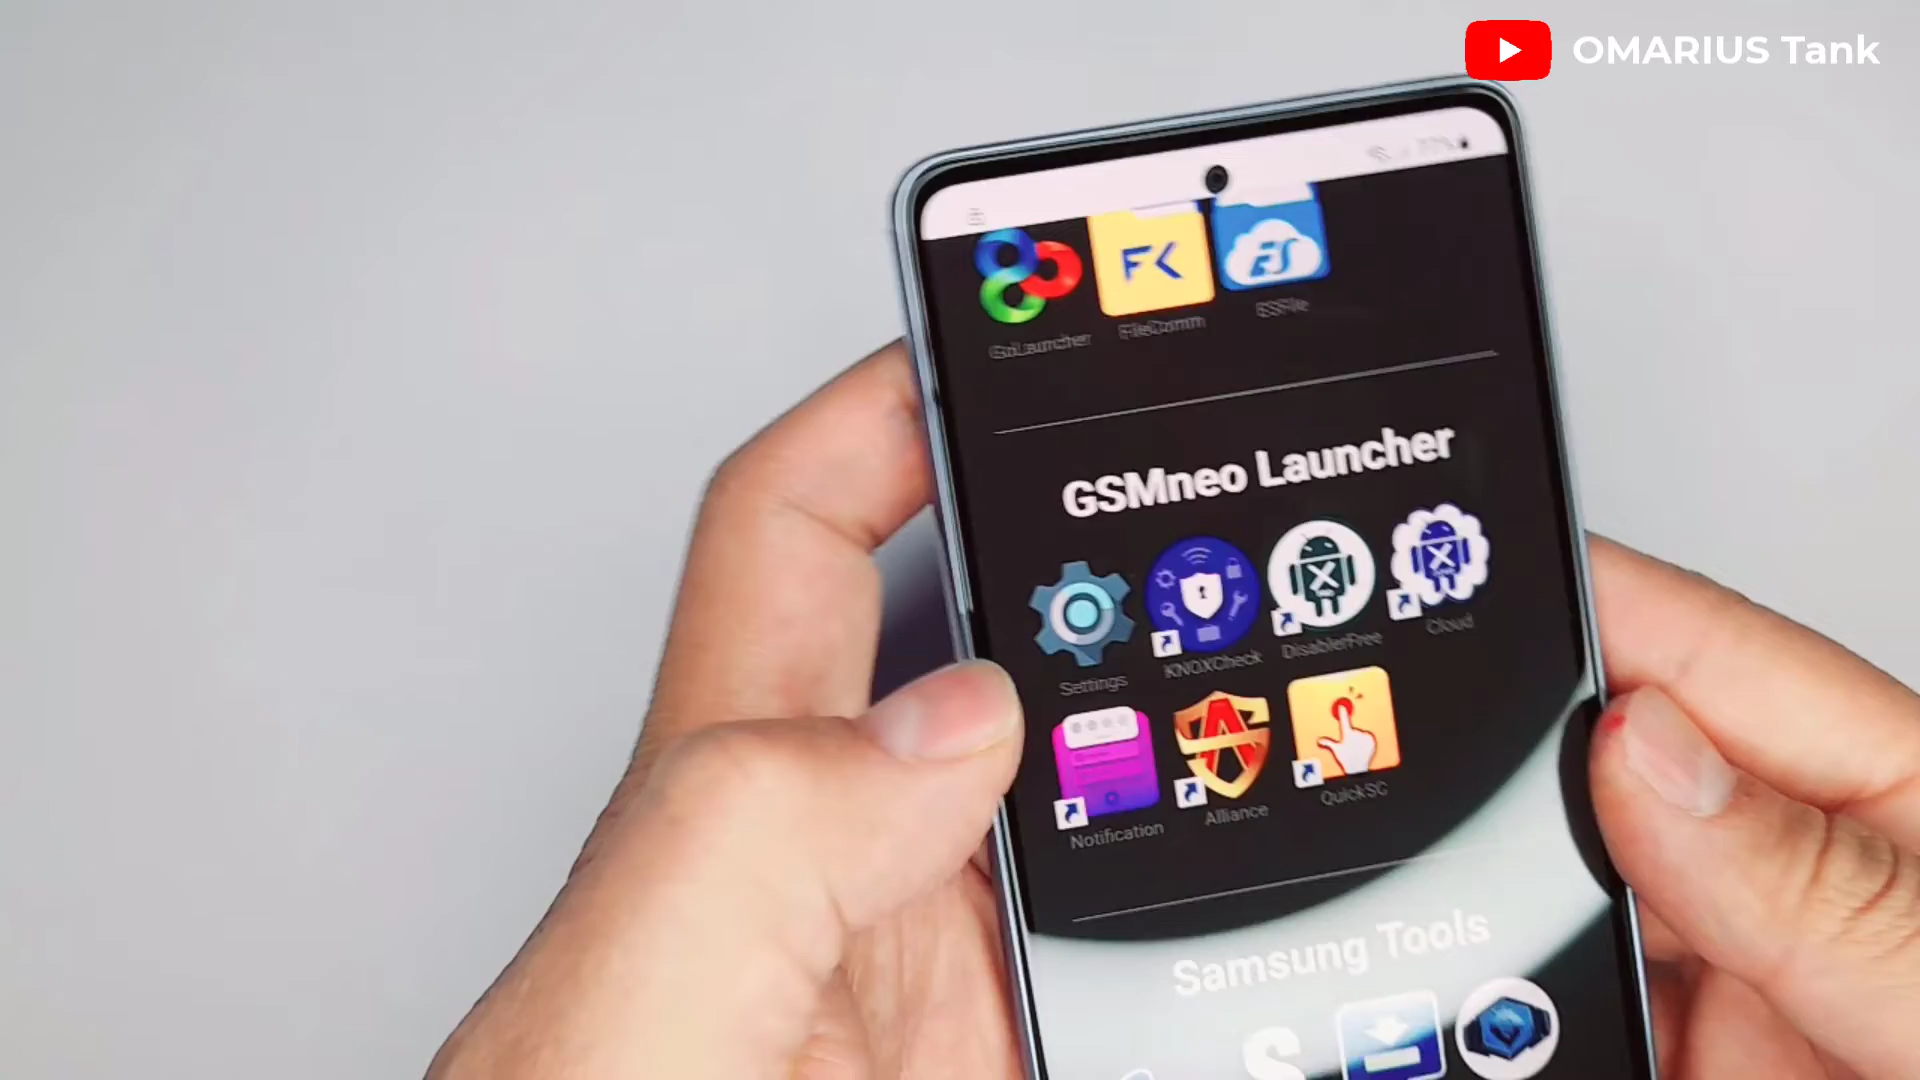 OMARIUS Tank
GoLauncher FileComm ESFile
GSMneo Launcher
Settings KNOXCheck DisablerFree Cloud
Notification Alliance QuickSC
Samsung Tools